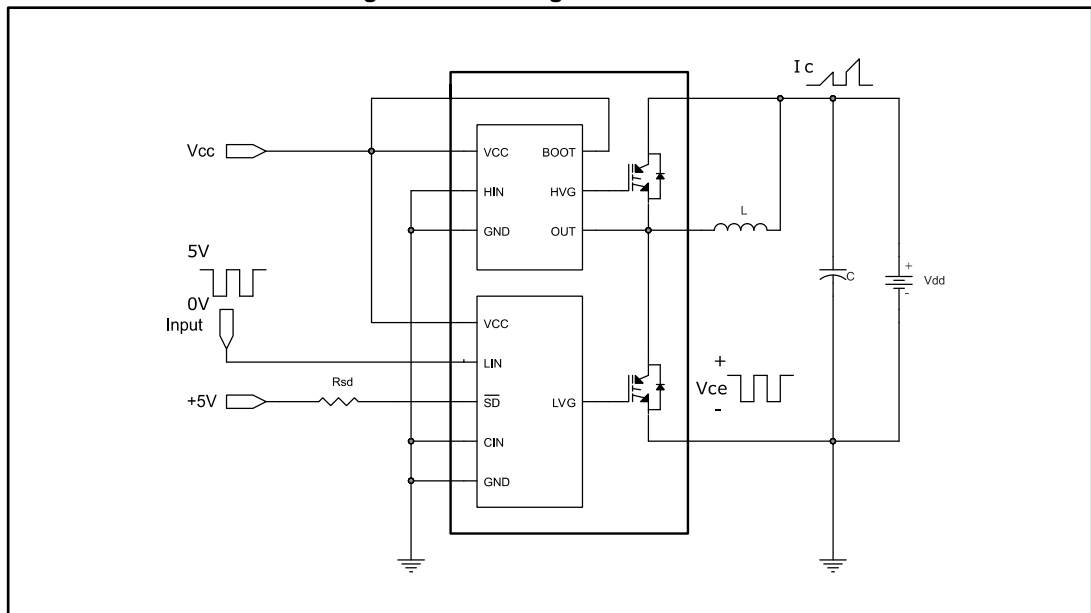 Ic
Vcc
VCC
BOOT
HIN
HVG
GND
OUT
L
5V
0V
Input
C
+
-
Vdd
VCC
LIN
Rsd
+5V
SD
LVG
CIN
GND
+
Vce
-